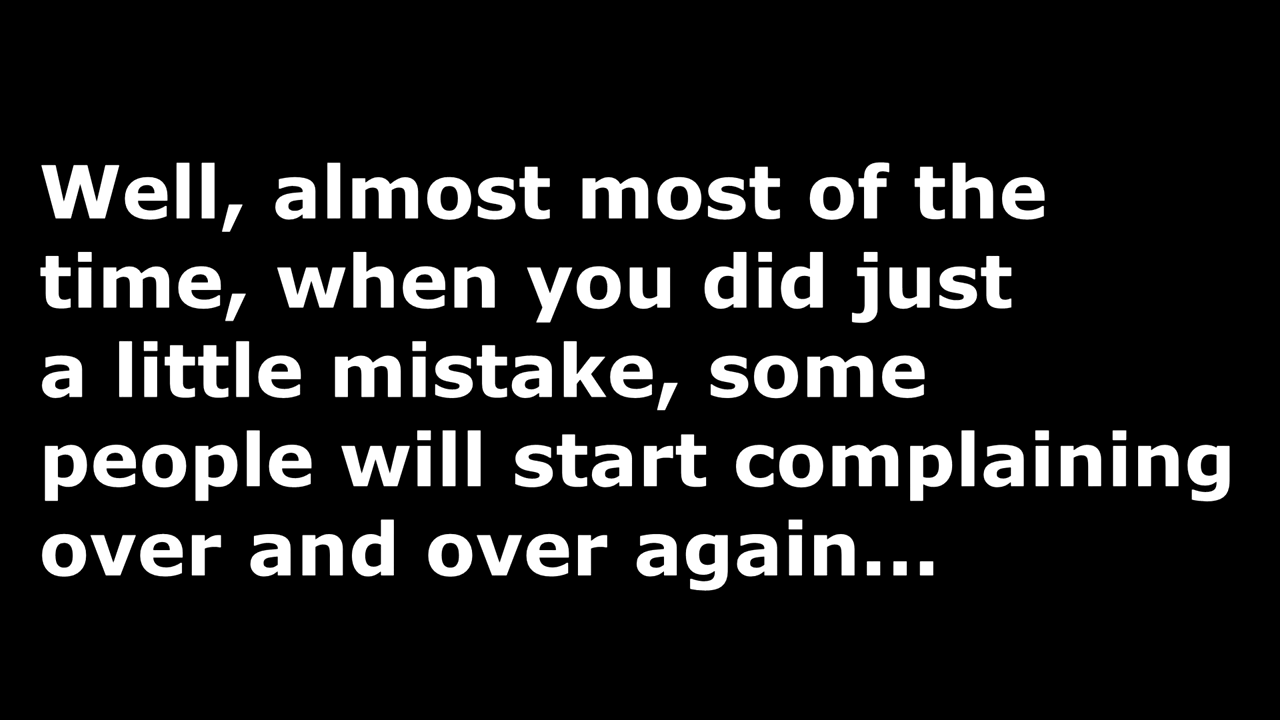 Well, almost most of the
time, when you did just
a little mistake, some
people will start complaining
over and over again...